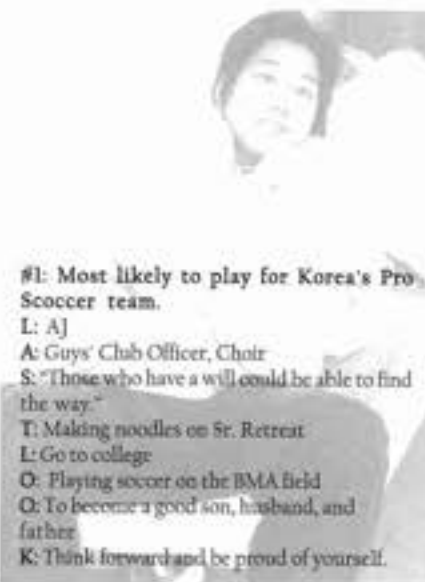 #1: Most likely to play for Korea's Pro
Scoccer team.
L: AJ
A: Guys' Club Officer, Choir
S: "Those who have a will could be able to find
the way."
T: Making noodles on Sr. Retreat
L: Go to college
O: Playing soccer on the BMA field
O: To become a good son, husband, and
father
K: Think forward and be proud of yourself.